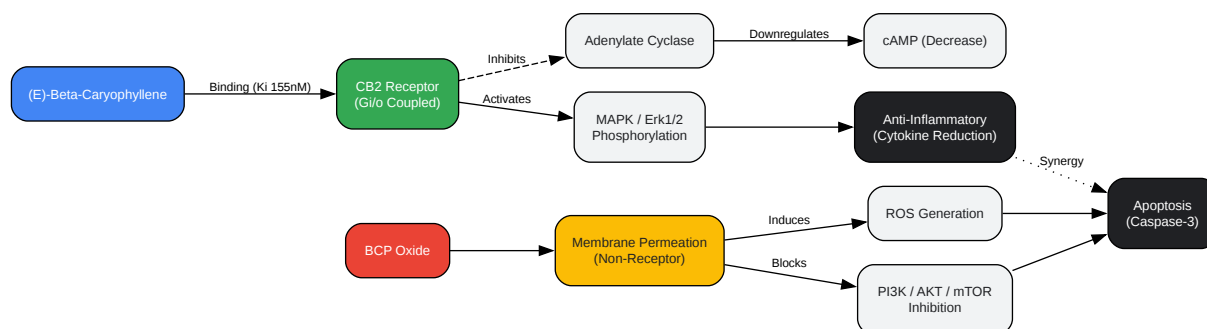 Adenylate Cyclase
Downregulates
cAMP (Decrease)
Inhibits
(E)-Beta-Caryophyllene
Binding (Ki 155nM)
CB2 Receptor
(Gi/o Coupled)
Activates
MAPK / Erk1/2
Phosphorylation
Anti-Inflammatory
(Cytokine Reduction)
Synergy
BCP Oxide
Membrane Permeation
(Non-Receptor)
Induces
ROS Generation
Blocks
PI3K / AKT / mTOR
Inhibition
Apoptosis
(Caspase-3)